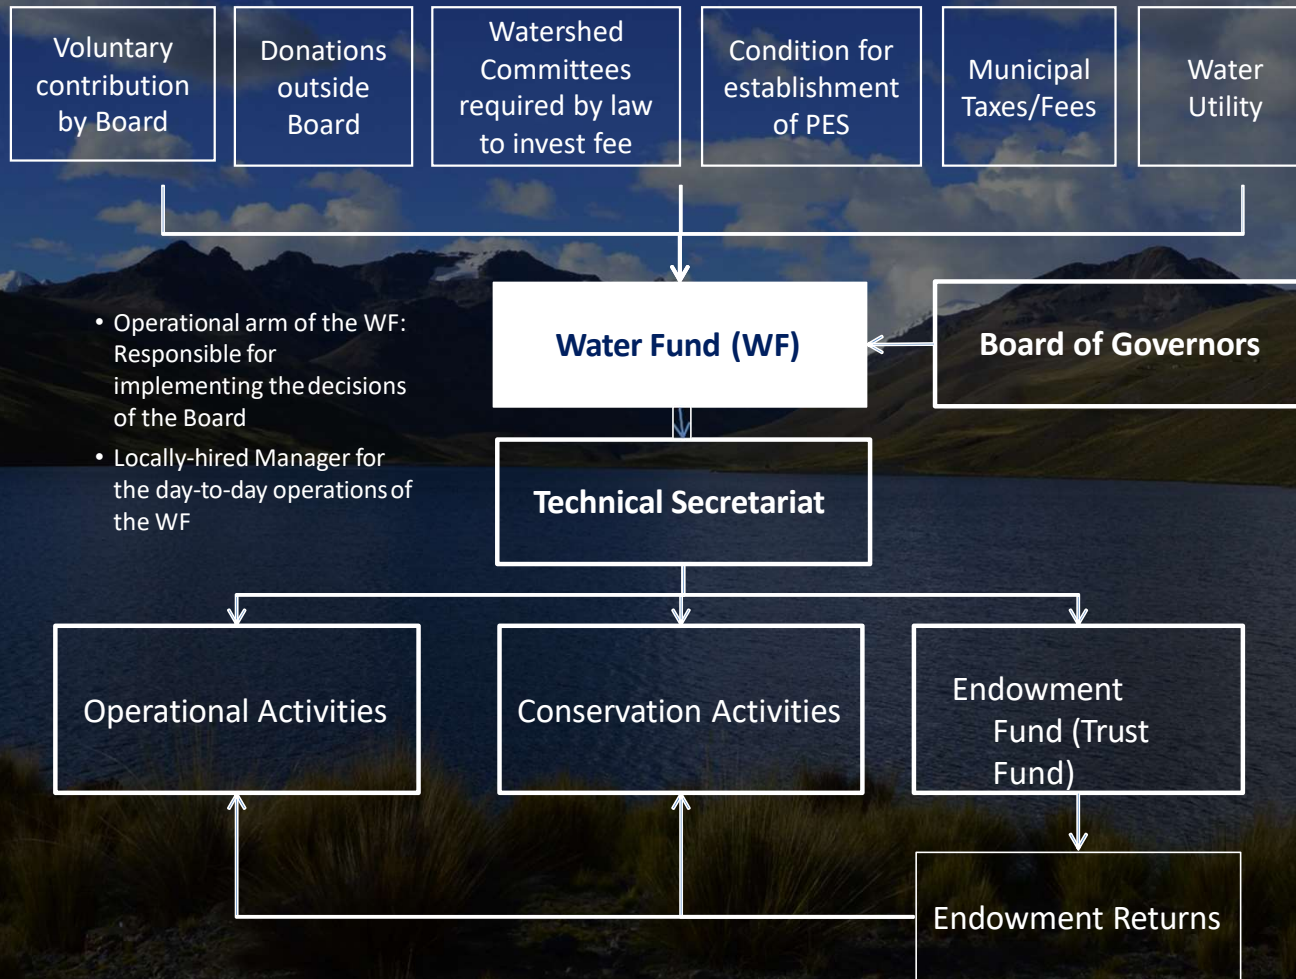 Voluntary
contribution
by Board
Donations
outside
Board
Watershed
Committees
required by law
to invest fee
Condition for
establishment
of PES
Municipal
Taxes/Fees
Water
Utility
Water Fund (WF)
Board of Governors
• Operational arm of the WF:
Responsible for
implementing the decisions
of the Board
• Locally-hired Manager for
the day-to-day operations of
the WF
Technical Secretariat
Operational Activities
Conservation Activities
Endowment
Fund (Trust
Fund)
Endowment Returns